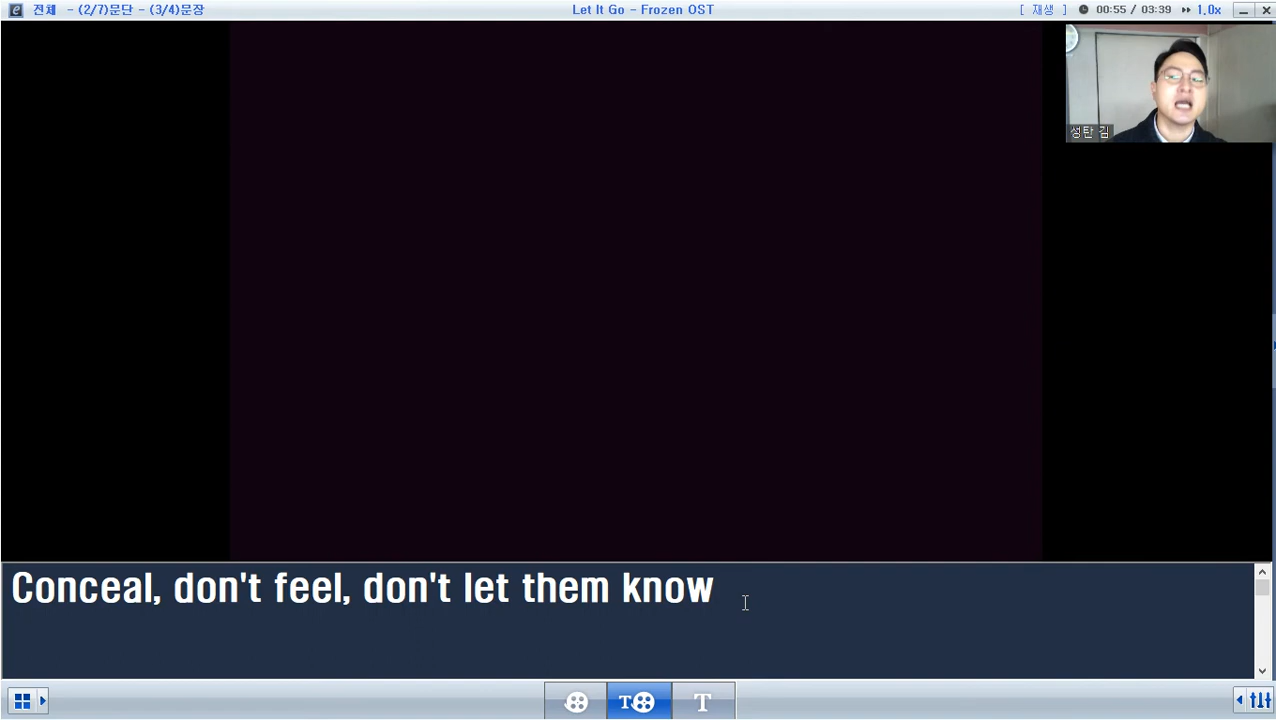 전체 - (2/7)문단 - (3/4)문장
Let It Go - Frozen OST
[ 재생 ] 00:55 / 03:39 1.0x
성탄 김
Conceal, don't feel, don't let them know
T
T